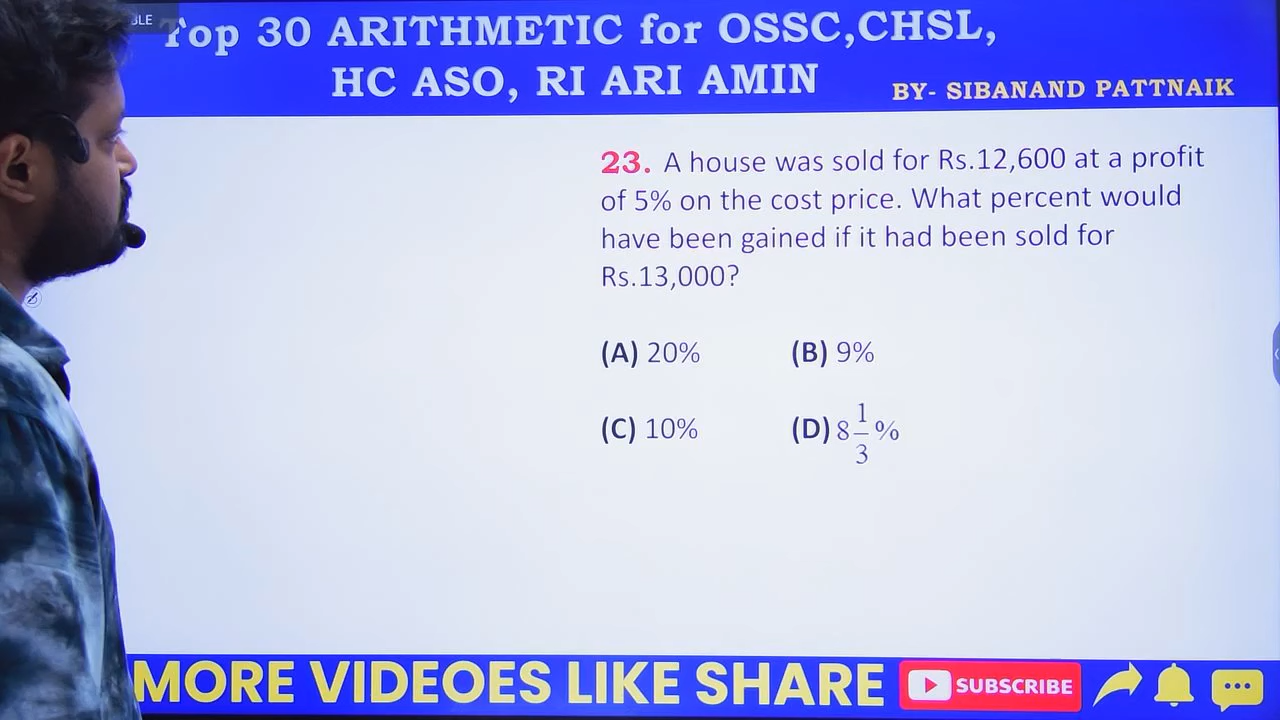 BLE
Top 30 ARITHMETIC for OSSC,CHSL,
HC ASO, RI ARI AMIN
BY- SIBANAND PATTNAIK
23. A house was sold for Rs.12,600 at a profit
of 5% on the cost price. What percent would
have been gained if it had been sold for
Rs.13,000?
(A) 20% (B) 9%
(C) 10% (D) 8 1/3 %
MORE VIDEOES LIKE SHARE SUBSCRIBE